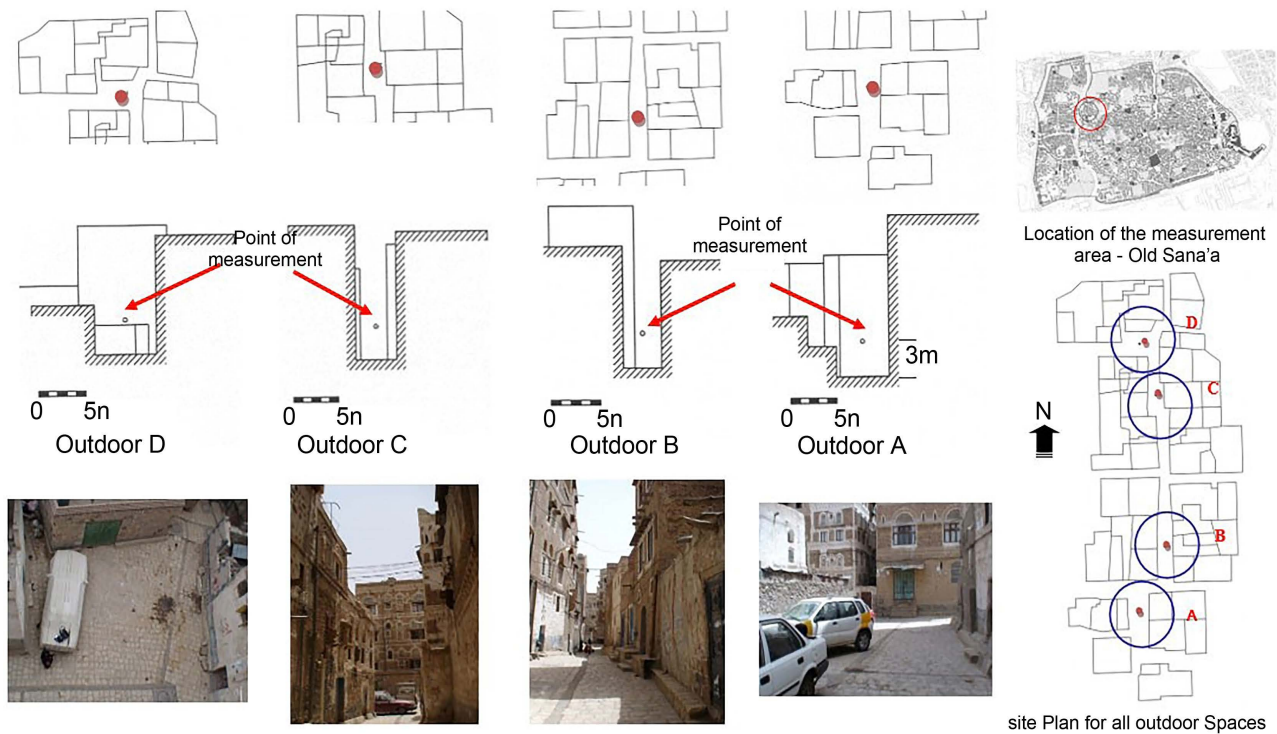 Point of
measurement
Point of
measurement
3m
0 5n
Outdoor D
0 5n
Outdoor C
0 5n
Outdoor B
0 5n
Outdoor A
Location of the measurement
area - Old Sana'a
D
C
N
B
A
site Plan for all outdoor Spaces